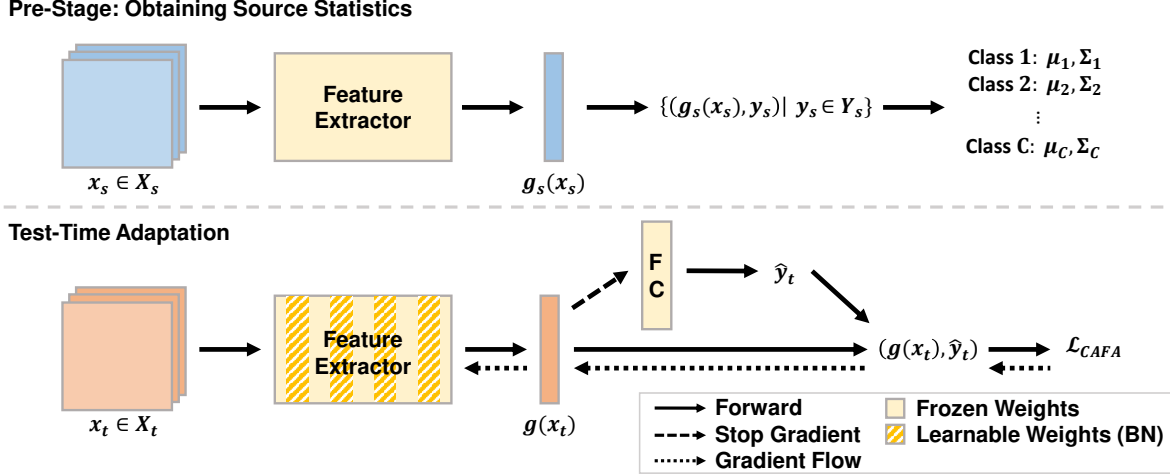 Pre-Stage: Obtaining Source Statistics
Feature
Extractor
{(g_s(x_s), y_s)| y_s ∈ Y_s}
Class 1: μ_1, Σ_1
Class 2: μ_2, Σ_2
⋮
Class C: μ_C, Σ_C
x_s ∈ X_s
g_s(x_s)
Test-Time Adaptation
F
C
ŷ_t
Feature
Extractor
(g(x_t), ŷ_t)
ℒ_CAFA
x_t ∈ X_t
g(x_t)
Forward
Stop Gradient
Gradient Flow
Frozen Weights
Learnable Weights (BN)